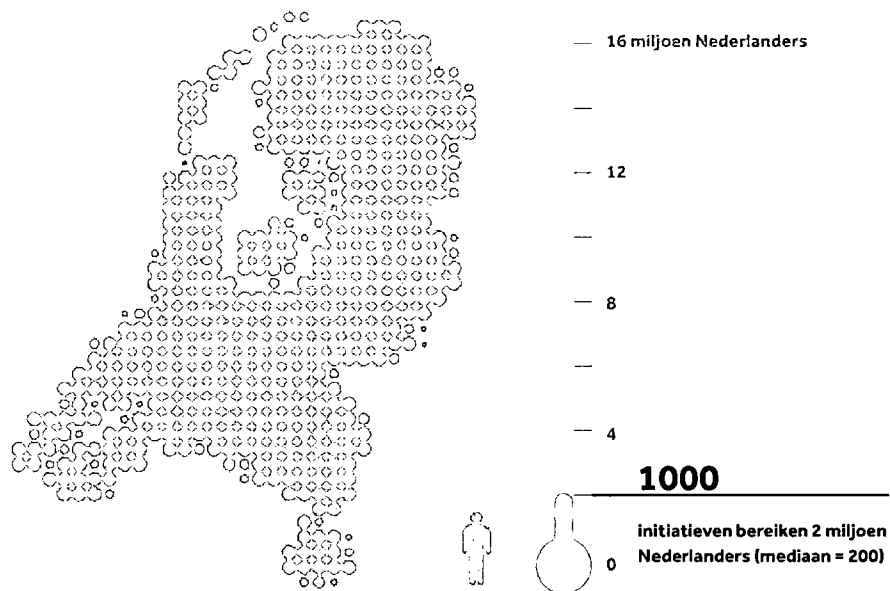 16 miljoen Nederlanders
12
8
4
1000
initiatieven bereiken 2 miljoen
Nederlanders (mediaan = 200)
0